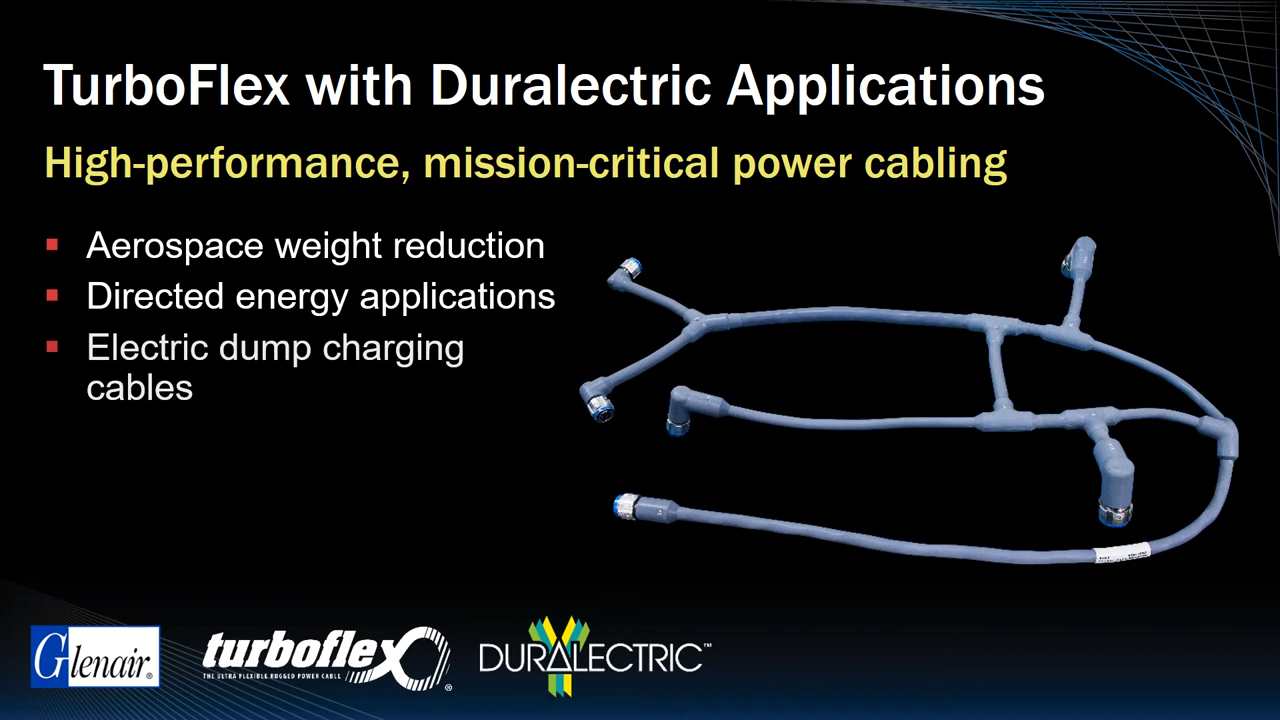 TurboFlex with Duralectric Applications
High-performance, mission-critical power cabling
▪ Aerospace weight reduction
▪ Directed energy applications
▪ Electric dump charging
cables
Glenair®
turboflex
THE ULTRA FLEXIBLE RUGGED POWER CABLE ®
DURALECTRIC™